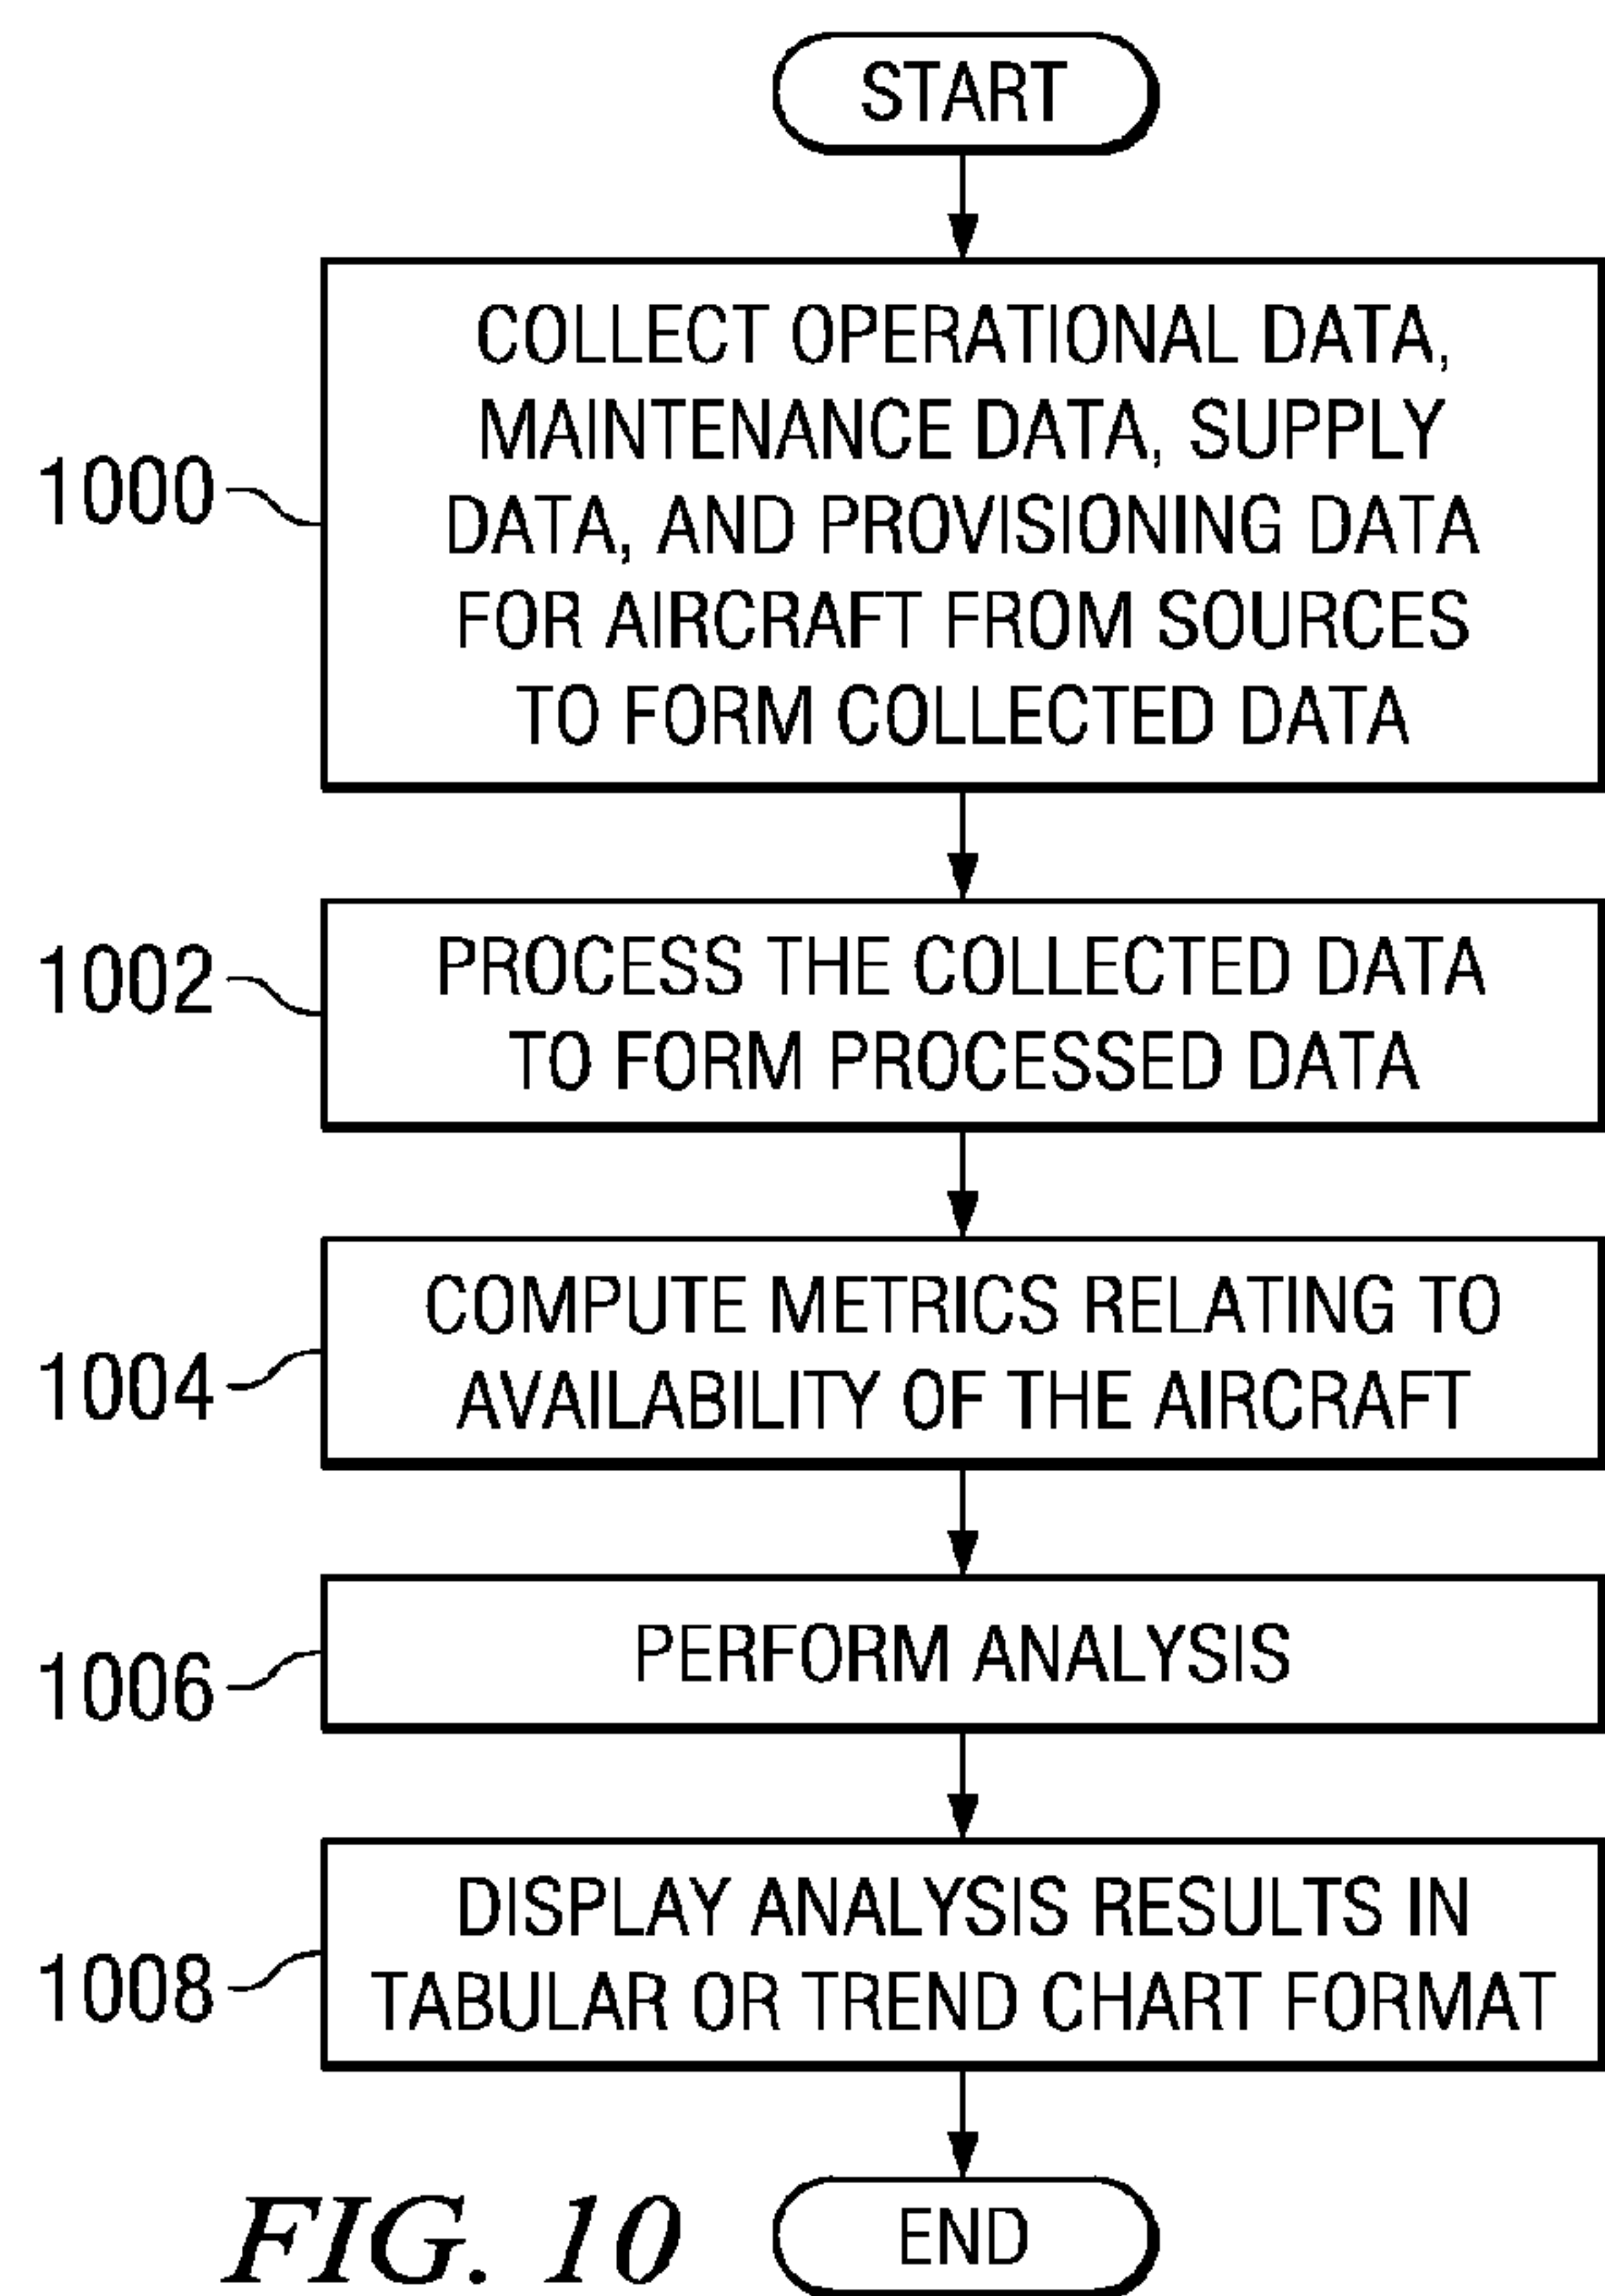 START
1000
COLLECT OPERATIONAL DATA,
MAINTENANCE DATA, SUPPLY
DATA, AND PROVISIONING DATA
FOR AIRCRAFT FROM SOURCES
TO FORM COLLECTED DATA
1002
PROCESS THE COLLECTED DATA
TO FORM PROCESSED DATA
1004
COMPUTE METRICS RELATING TO
AVAILABILITY OF THE AIRCRAFT
1006
PERFORM ANALYSIS
1008
DISPLAY ANALYSIS RESULTS IN
TABULAR OR TREND CHART FORMAT
END
FIG. 10